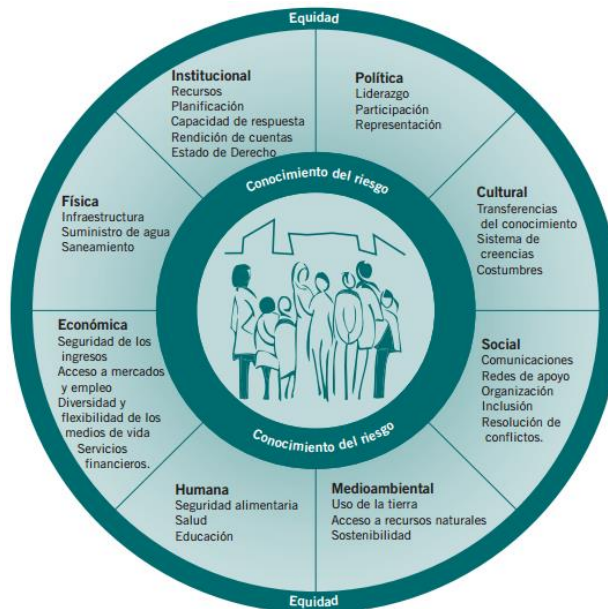 Equidad
Institucional
Recursos
Planificación
Capacidad de respuesta
Rendición de cuentas
Estado de Derecho
Política
Liderazgo
Participación
Representación
Cultural
Transferencias
del conocimiento
Sistema de
creencias
Costumbres
Social
Comunicaciones
Redes de apoyo
Organización
Inclusión
Resolución de
conflictos.
Medioambiental
Uso de la tierra
Acceso a recursos naturales
Sostenibilidad
Humana
Seguridad alimentaria
Salud
Educación
Económica
Seguridad de los
ingresos
Acceso a mercados
y empleo
Diversidad y
flexibilidad de los
medios de vida
Servicios
financieros.
Física
Infraestructura
Suministro de agua
Saneamiento
Conocimiento del riesgo
Conocimiento del riesgo
Equidad